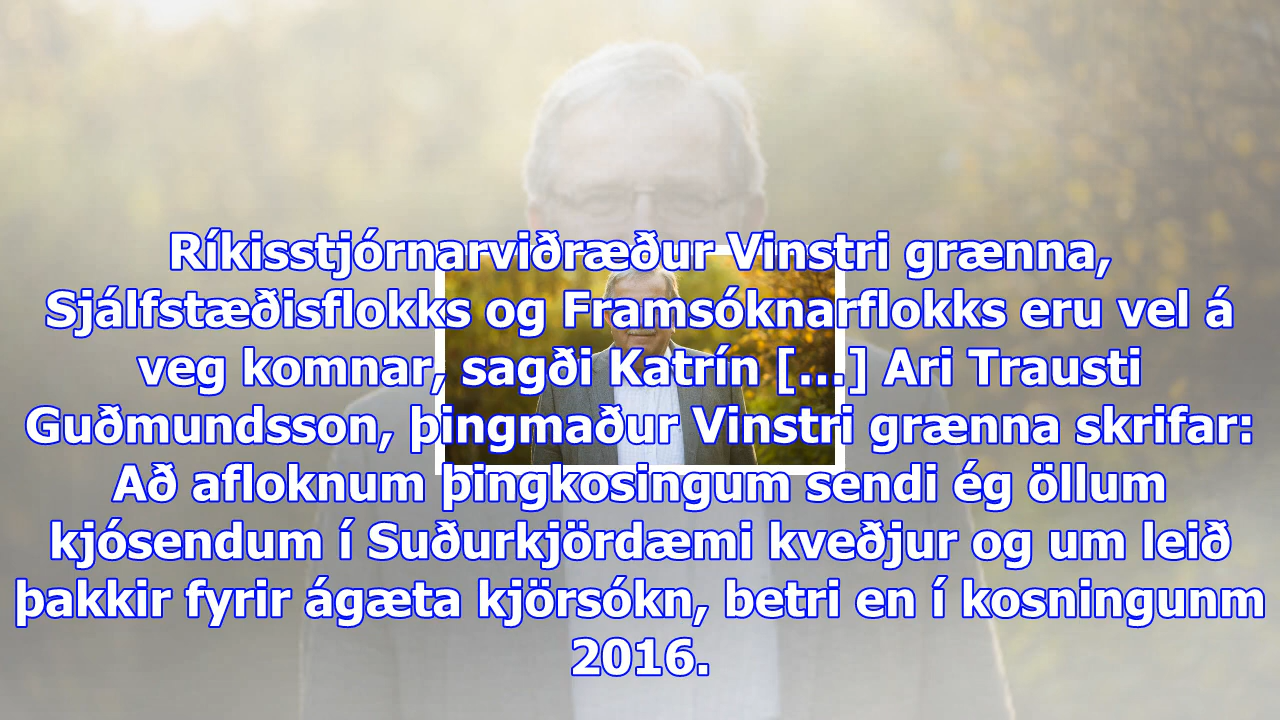 Ríkisstjórnarviðræður Vinstri grænna,
Sjálfstæðisflokks og Framsóknarflokks eru vel á
veg komnar, sagði Katrín [...] Ari Trausti
Guðmundsson, þingmaður Vinstri grænna skrifar:
Að afloknum þingkosingum sendi ég öllum
kjósendum í Suðurkjördæmi kveðjur og um leið
þakkir fyrir ágæta kjörsókn, betri en í kosningunm
2016.